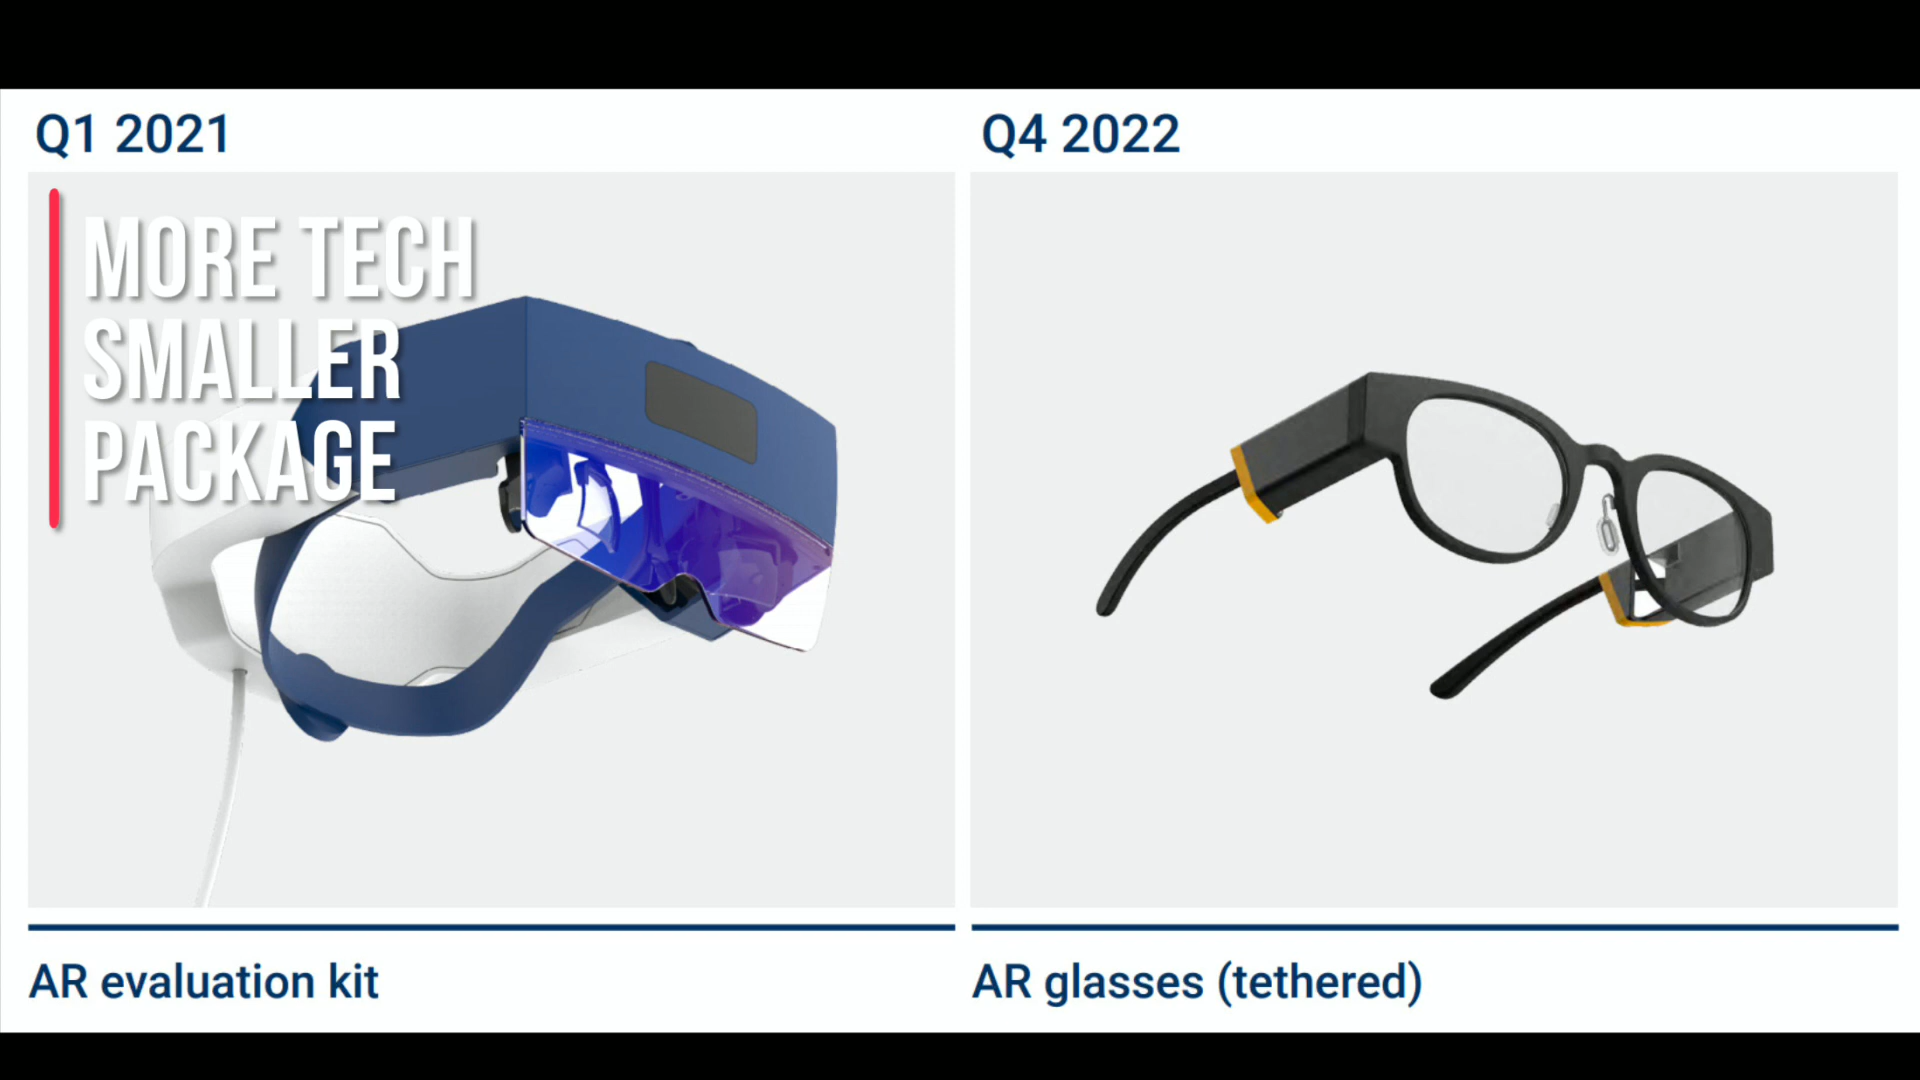 Q1 2021
MORE TECH
SMALLER
PACKAGE
AR evaluation kit
Q4 2022
AR glasses (tethered)